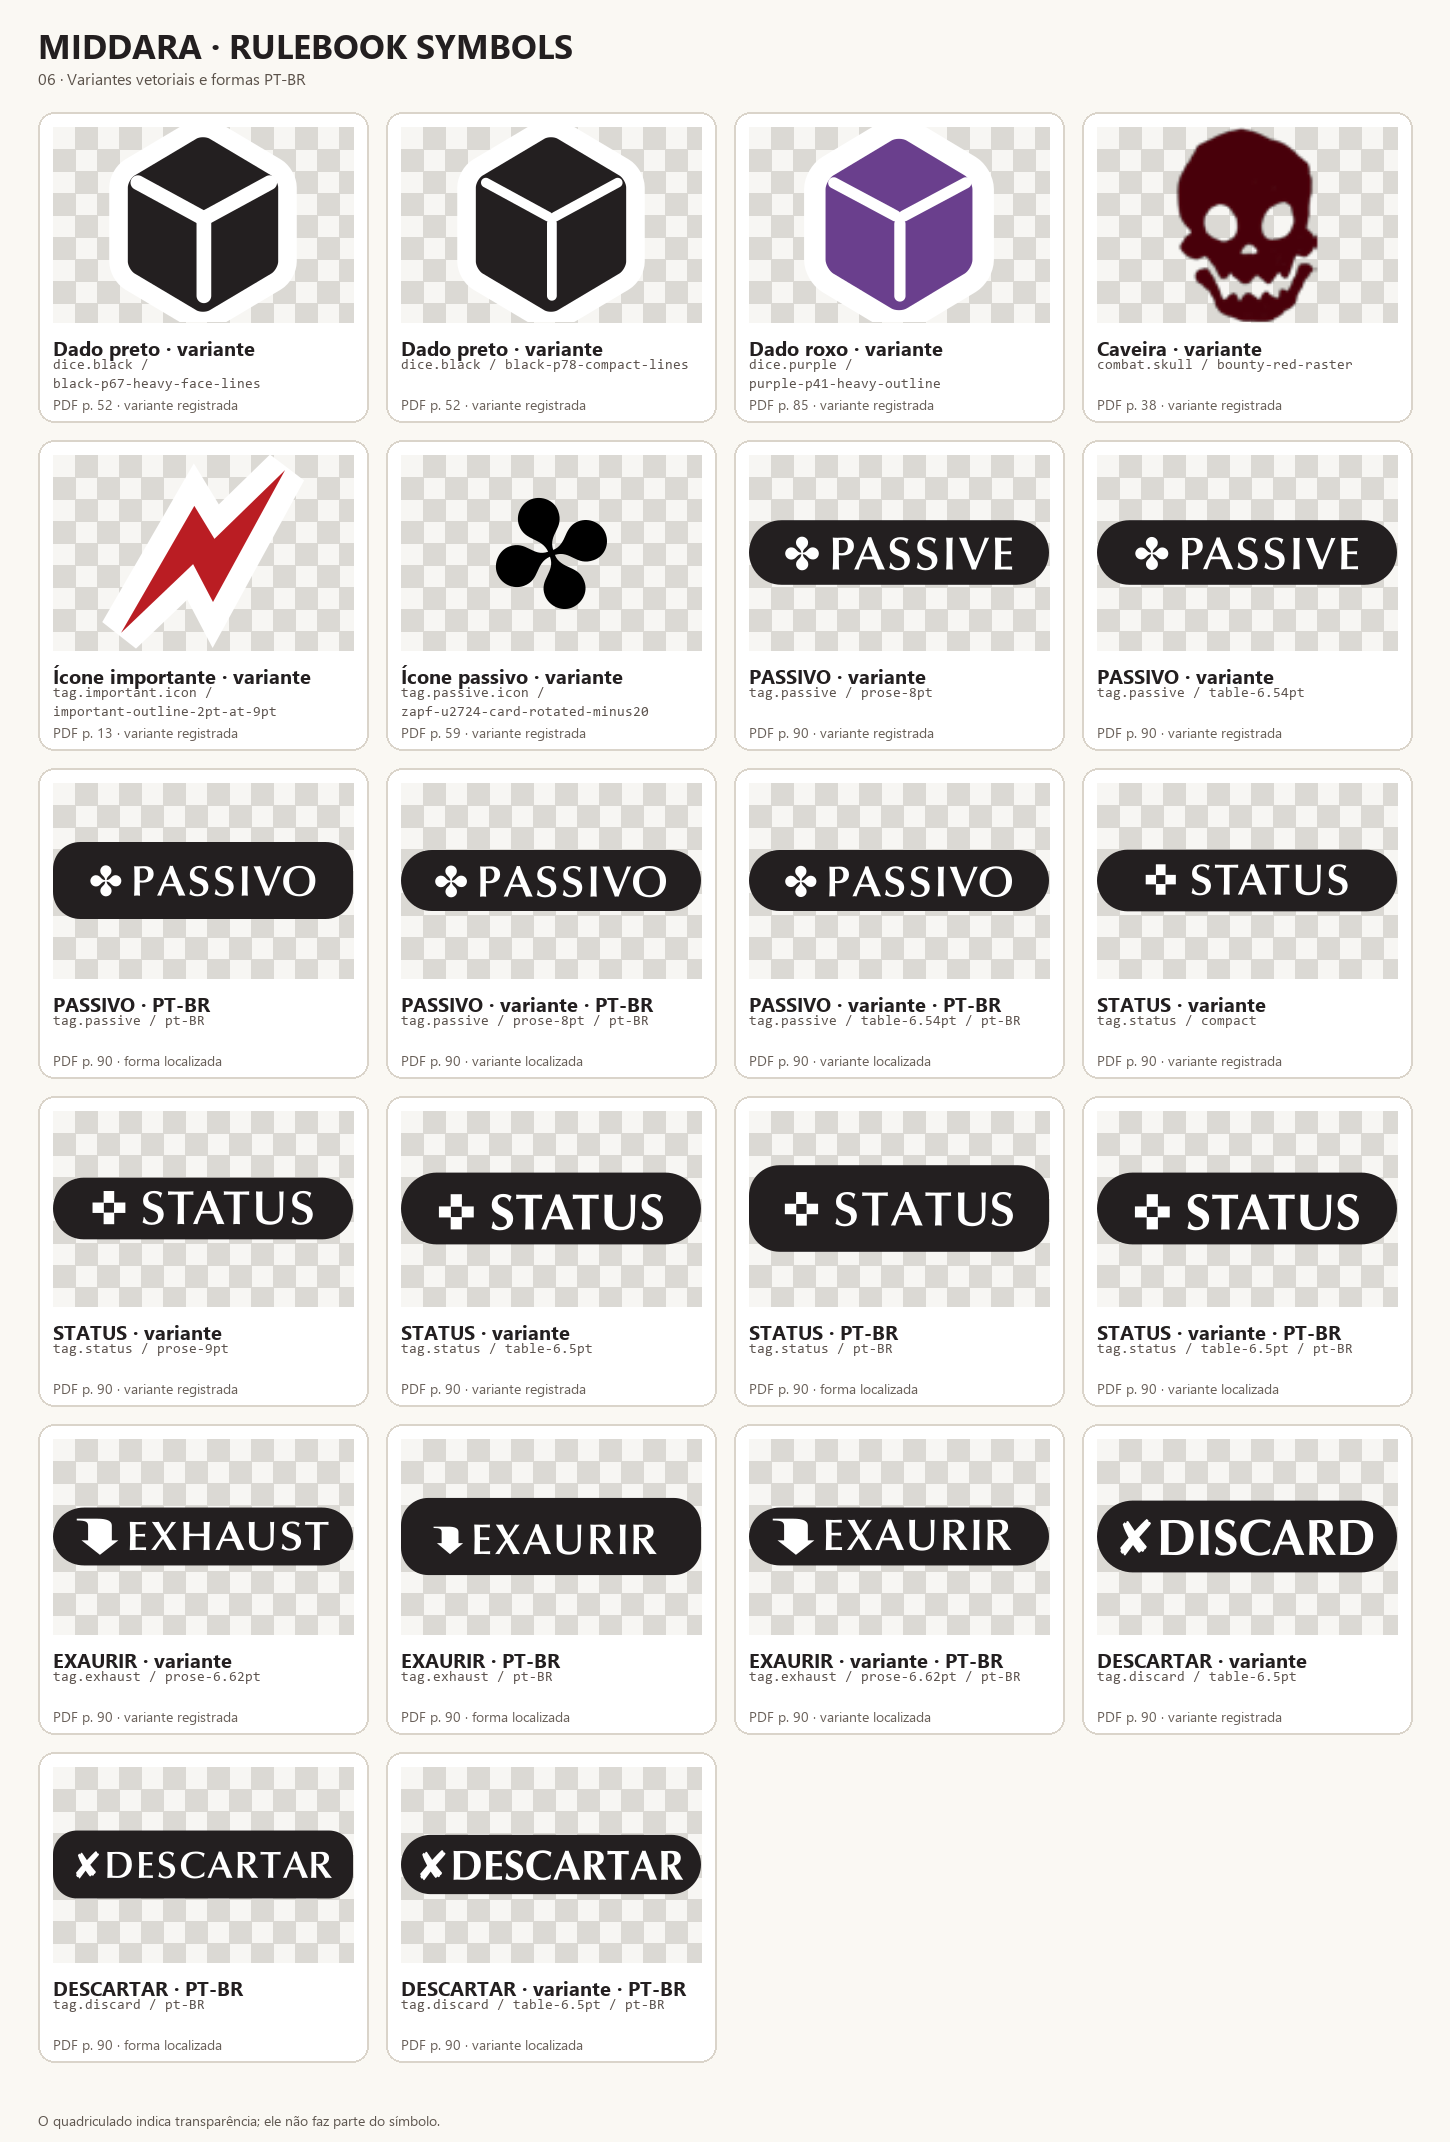 MIDDARA · RULEBOOK SYMBOLS
06 · Variantes vetoriais e formas PT-BR
Dado preto · variante
dice.black /
black-p67-heavy-face-lines
PDF p. 52 · variante registrada
Dado preto · variante
dice.black / black-p78-compact-lines
PDF p. 52 · variante registrada
Dado roxo · variante
dice.purple /
purple-p41-heavy-outline
PDF p. 85 · variante registrada
Caveira · variante
combat.skull / bounty-red-raster
PDF p. 38 · variante registrada
Ícone importante · variante
tag.important.icon /
important-outline-2pt-at-9pt
PDF p. 13 · variante registrada
Ícone passivo · variante
tag.passive.icon /
zapf-u2724-card-rotated-minus20
PDF p. 59 · variante registrada
PASSIVE
PASSIVO · variante
tag.passive / prose-8pt
PDF p. 90 · variante registrada
PASSIVE
PASSIVO · variante
tag.passive / table-6.54pt
PDF p. 90 · variante registrada
PASSIVO
PASSIVO · PT-BR
tag.passive / pt-BR
PDF p. 90 · forma localizada
PASSIVO
PASSIVO · variante · PT-BR
tag.passive / prose-8pt / pt-BR
PDF p. 90 · variante localizada
PASSIVO
PASSIVO · variante · PT-BR
tag.passive / table-6.54pt / pt-BR
PDF p. 90 · variante localizada
STATUS
STATUS · variante
tag.status / compact
PDF p. 90 · variante registrada
STATUS
STATUS · variante
tag.status / prose-9pt
PDF p. 90 · variante registrada
STATUS
STATUS · variante
tag.status / table-6.5pt
PDF p. 90 · variante registrada
STATUS
STATUS · PT-BR
tag.status / pt-BR
PDF p. 90 · forma localizada
STATUS
STATUS · variante · PT-BR
tag.status / table-6.5pt / pt-BR
PDF p. 90 · variante localizada
EXHAUST
EXAURIR · variante
tag.exhaust / prose-6.62pt
PDF p. 90 · variante registrada
EXAURIR
EXAURIR · PT-BR
tag.exhaust / pt-BR
PDF p. 90 · forma localizada
EXAURIR
EXAURIR · variante · PT-BR
tag.exhaust / prose-6.62pt / pt-BR
PDF p. 90 · variante localizada
DISCARD
DESCARTAR · variante
tag.discard / table-6.5pt
PDF p. 90 · variante registrada
DESCARTAR
DESCARTAR · PT-BR
tag.discard / pt-BR
PDF p. 90 · forma localizada
DESCARTAR
DESCARTAR · variante · PT-BR
tag.discard / table-6.5pt / pt-BR
PDF p. 90 · variante localizada
O quadriculado indica transparência; ele não faz parte do símbolo.